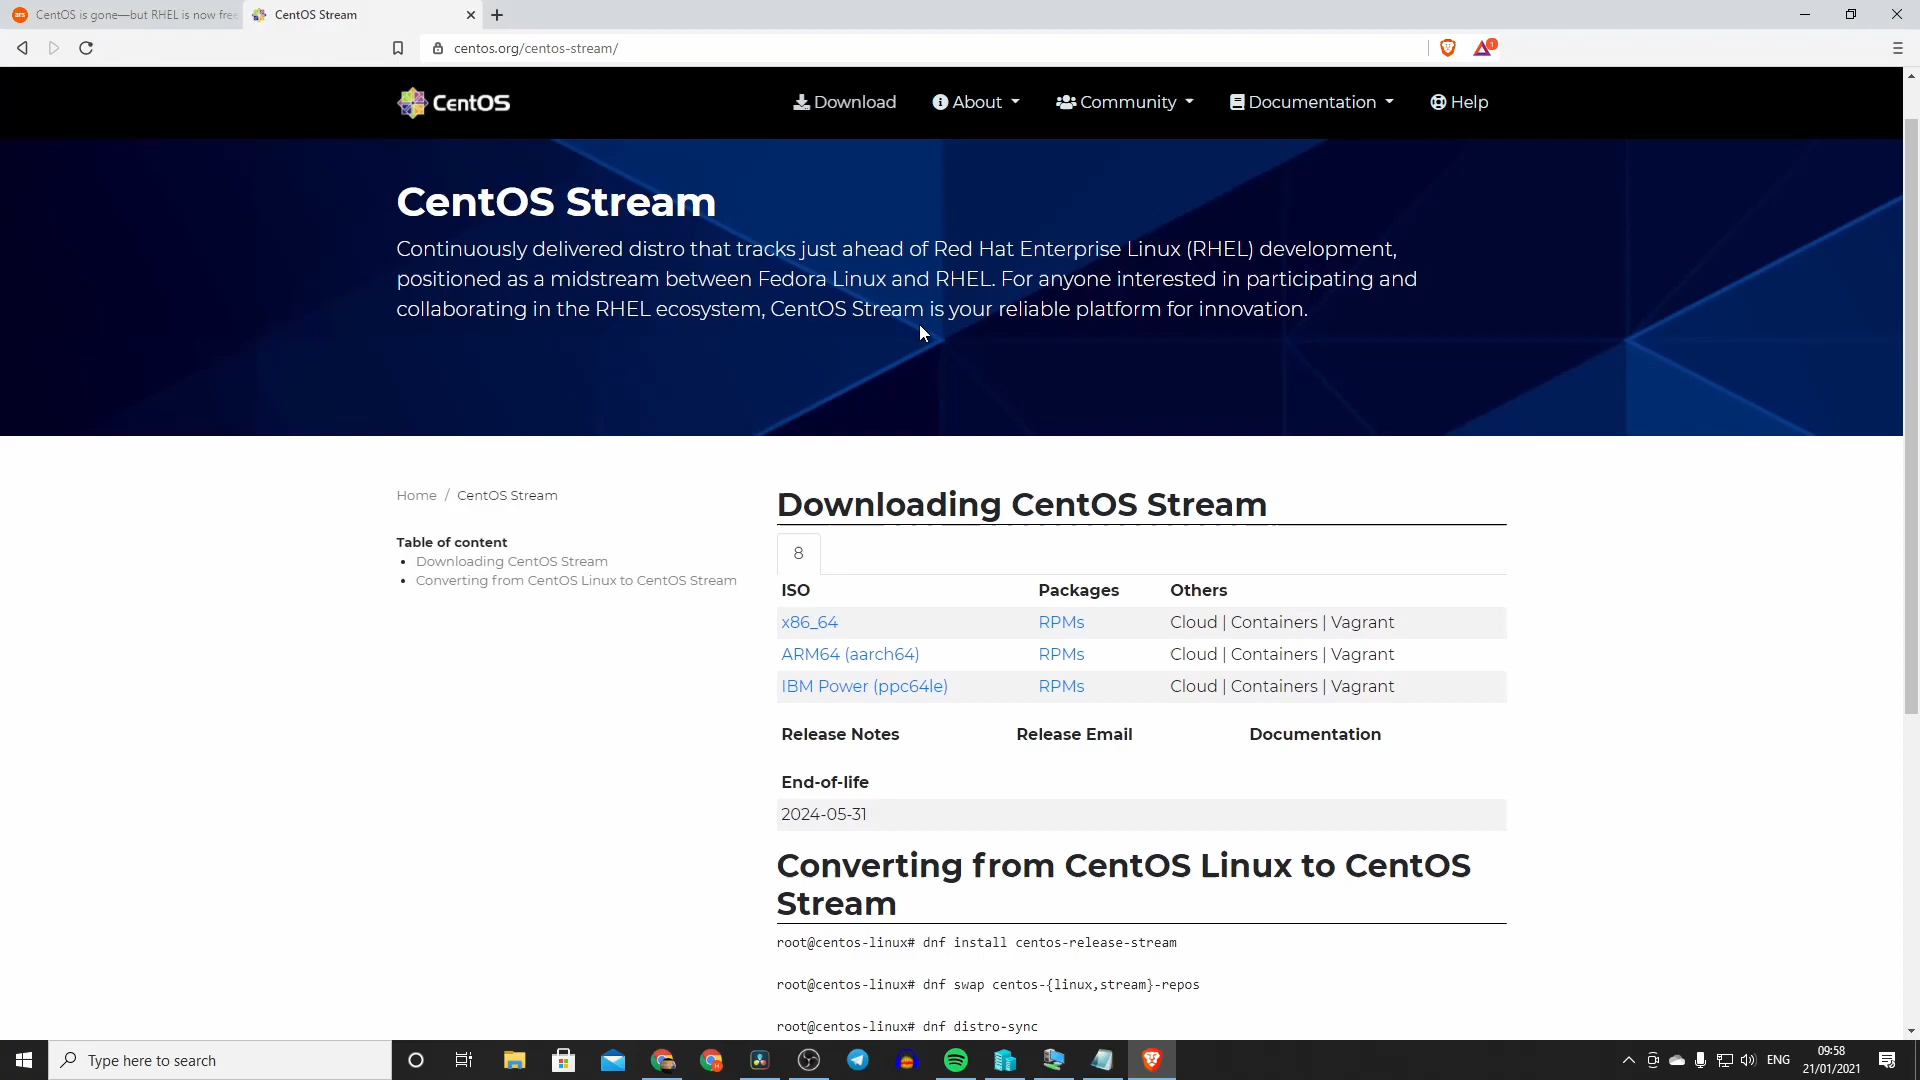 CentOS is gone—but RHEL is now free
CentOS Stream
centos.org/centos-stream/
1
CentOS
Download
About
Community
Documentation
Help
CentOS Stream
Continuously delivered distro that tracks just ahead of Red Hat Enterprise Linux (RHEL) development,
positioned as a midstream between Fedora Linux and RHEL. For anyone interested in participating and
collaborating in the RHEL ecosystem, CentOS Stream is your reliable platform for innovation.
Home / CentOS Stream
Table of content
Downloading CentOS Stream
Converting from CentOS Linux to CentOS Stream
Downloading CentOS Stream
8
ISO Packages Others
x86_64 RPMs Cloud | Containers | Vagrant
ARM64 (aarch64) RPMs Cloud | Containers | Vagrant
IBM Power (ppc64le) RPMs Cloud | Containers | Vagrant
Release Notes Release Email Documentation
End-of-life
2024-05-31
Converting from CentOS Linux to CentOS
Stream
root@centos-linux# dnf install centos-release-stream
root@centos-linux# dnf swap centos-{linux,stream}-repos
root@centos-linux# dnf distro-sync
Type here to search
ENG
09:58
21/01/2021